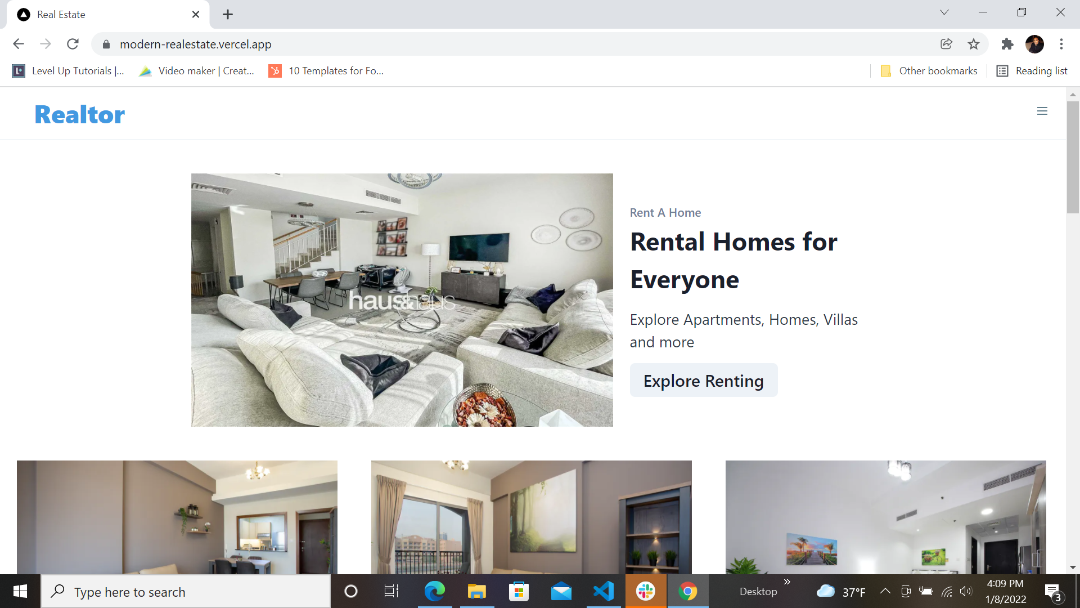 Real Estate
modern-realestate.vercel.app
Level Up Tutorials |...
Video maker | Creat...
10 Templates for Fo...
Other bookmarks
Reading list
Realtor
haus&haus
Rent A Home
Rental Homes for
Everyone
Explore Apartments, Homes, Villas
and more
Explore Renting
Type here to search
Desktop
37°F
4:09 PM
1/8/2022
3